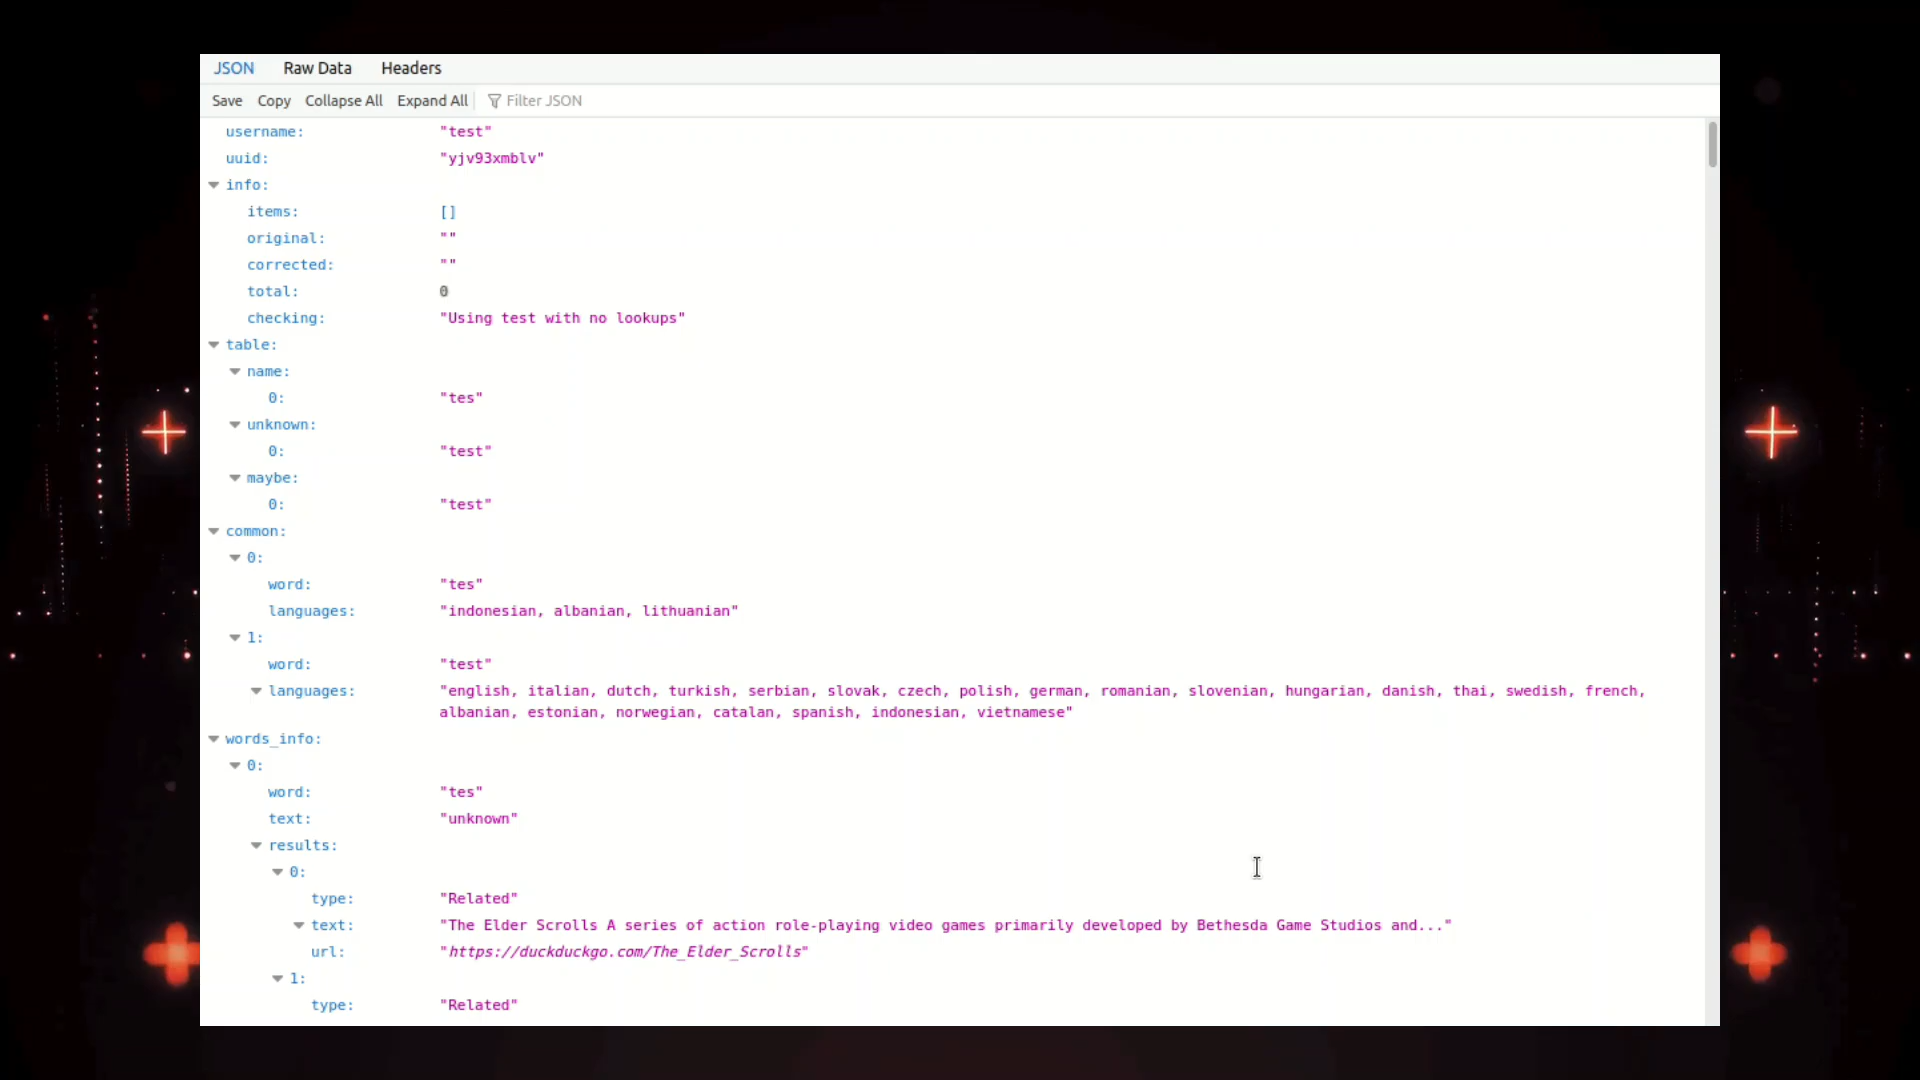 JSON Raw Data Headers
Save Copy Collapse All Expand All Filter JSON
username: "test"
uuid: "yjv93xmblv"
info:
items: []
original: ""
corrected: ""
total: 0
checking: "Using test with no lookups"
table:
name:
0: "tes"
unknown:
0: "test"
maybe:
0: "test"
common:
0:
word: "tes"
languages: "indonesian, albanian, lithuanian"
1:
word: "test"
languages: "english, italian, dutch, turkish, serbian, slovak, czech, polish, german, romanian, slovenian, hungarian, danish, thai, swedish, french,
albanian, estonian, norwegian, catalan, spanish, indonesian, vietnamese"
words_info:
0:
word: "tes"
text: "unknown"
results:
0:
type: "Related"
text: "The Elder Scrolls A series of action role-playing video games primarily developed by Bethesda Game Studios and..."
url: "https://duckduckgo.com/The_Elder_Scrolls"
1:
type: "Related"